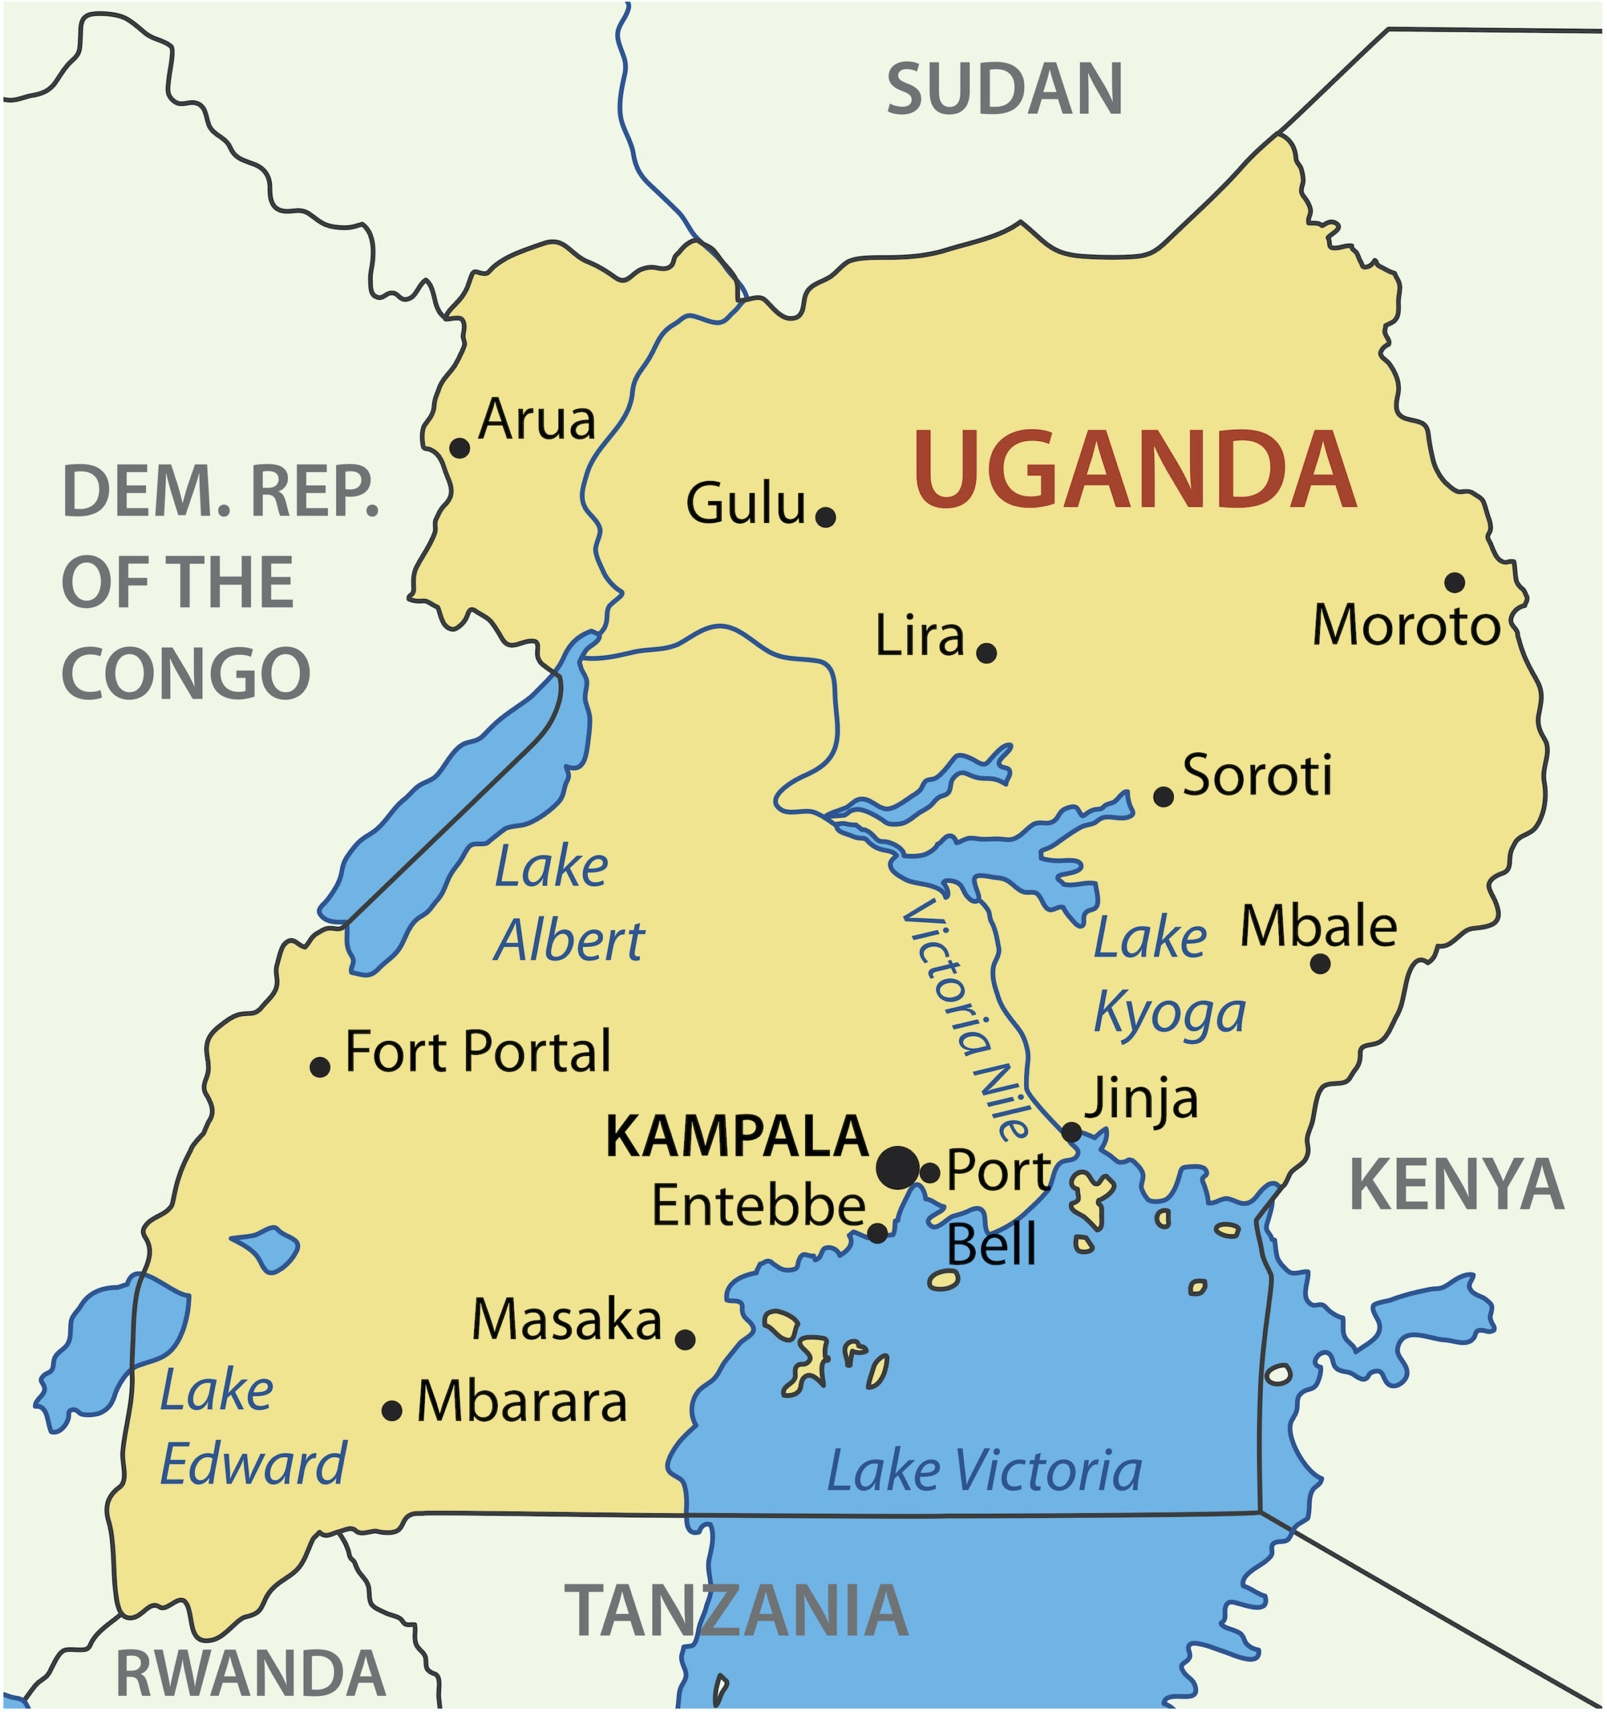 SUDAN
Arua
UGANDA
DEM. REP.
OF THE
CONGO
Gulu
Moroto
Lira
Soroti
Lake
Albert
Victoria Nile
Lake
Kyoga
Mbale
Fort Portal
Jinja
KAMPALA
Port
Bell
Entebbe
KENYA
Masaka
Mbarara
Lake
Edward
Lake Victoria
TANZANIA
RWANDA